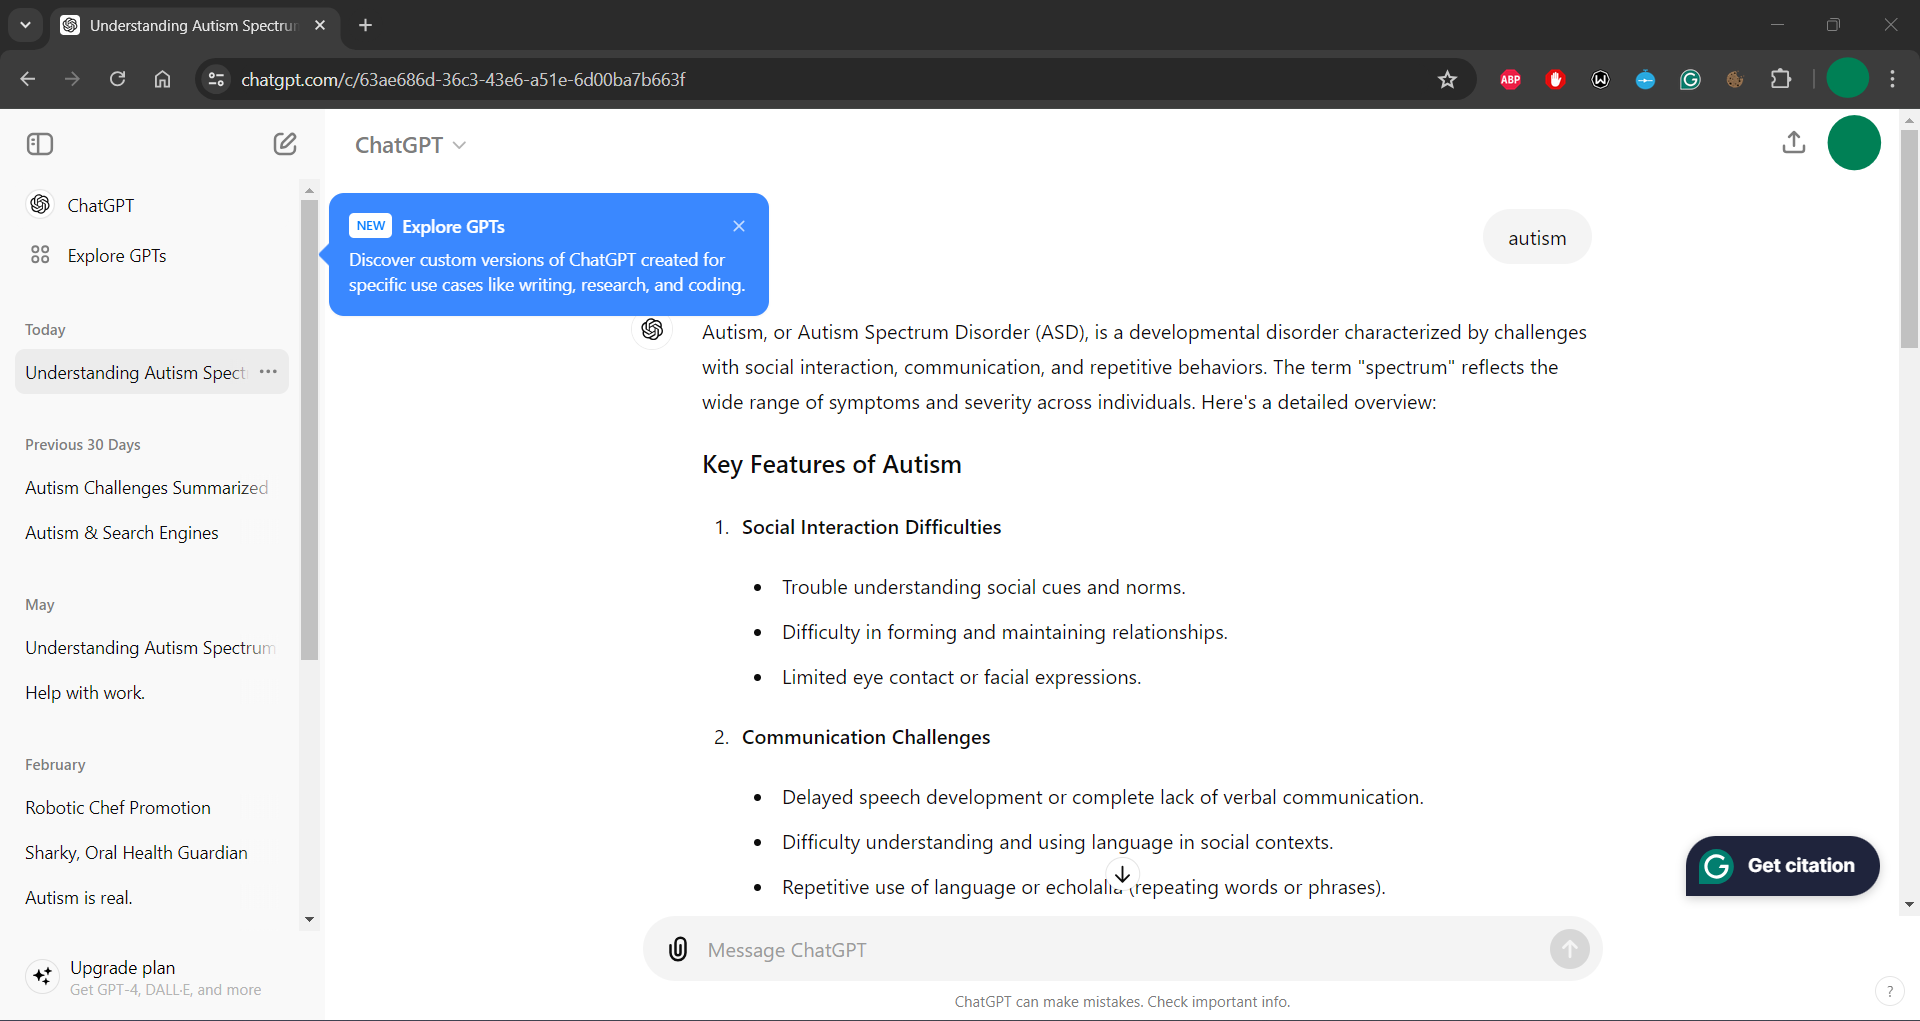 Understanding Autism Spectru
chatgpt.com/c/63ae686d-36c3-43e6-a51e-6d00ba7b663f
ABP
ChatGPT
ChatGPT
Explore GPTs
NEW Explore GPTs
Discover custom versions of ChatGPT created for
specific use cases like writing, research, and coding.
Today
Understanding Autism Spect
Previous 30 Days
Autism Challenges Summarized
Autism & Search Engines
May
Understanding Autism Spectrum
Help with work.
February
Robotic Chef Promotion
Sharky, Oral Health Guardian
Autism is real.
Upgrade plan
Get GPT-4, DALL·E, and more
autism
Autism, or Autism Spectrum Disorder (ASD), is a developmental disorder characterized by challenges
with social interaction, communication, and repetitive behaviors. The term "spectrum" reflects the
wide range of symptoms and severity across individuals. Here's a detailed overview:
Key Features of Autism
1. Social Interaction Difficulties
• Trouble understanding social cues and norms.
• Difficulty in forming and maintaining relationships.
• Limited eye contact or facial expressions.
2. Communication Challenges
• Delayed speech development or complete lack of verbal communication.
• Difficulty understanding and using language in social contexts.
• Repetitive use of language or echolalia (repeating words or phrases).
Get citation
Message ChatGPT
ChatGPT can make mistakes. Check important info.
?